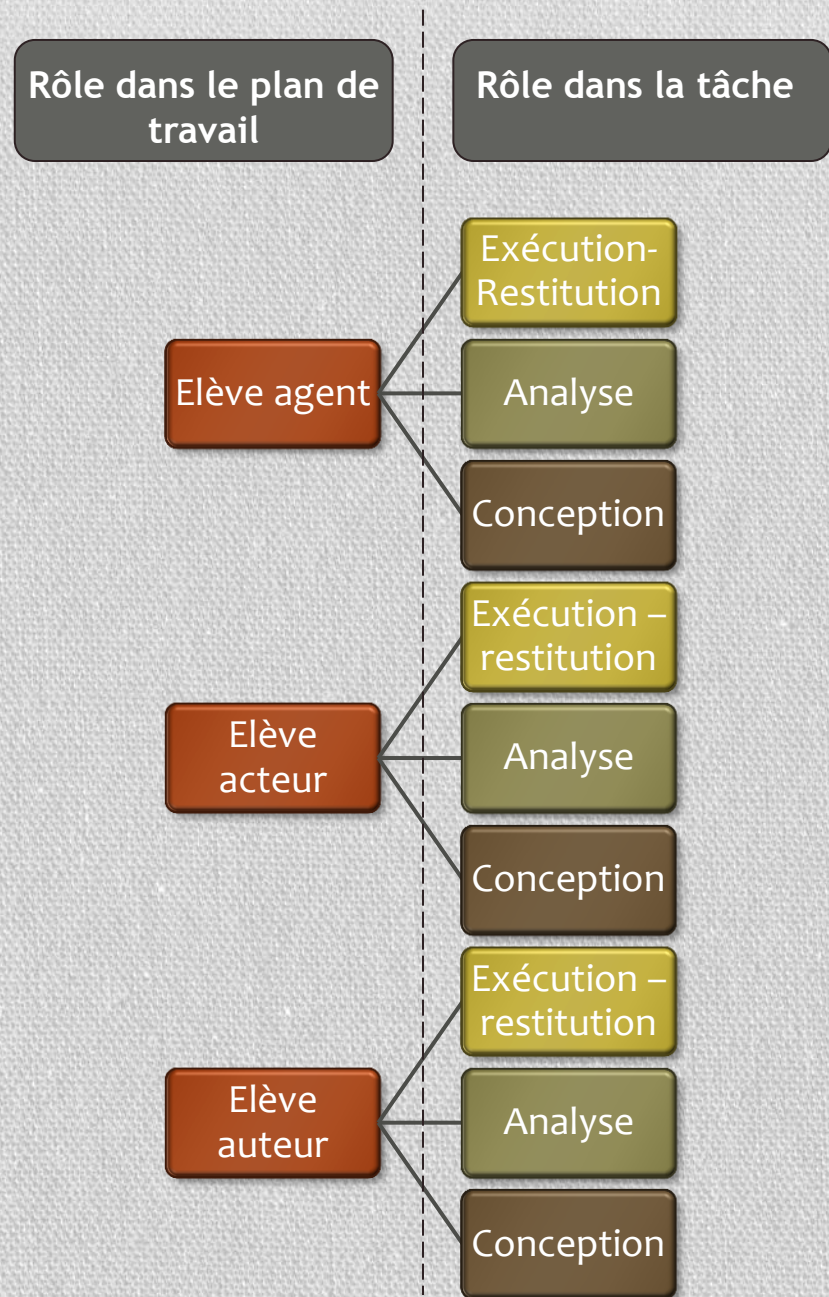 Rôle dans le plan de
travail
Rôle dans la tâche
Elève agent
Exécution-
Restitution
Analyse
Conception
Elève
acteur
Exécution –
restitution
Analyse
Conception
Elève
auteur
Exécution –
restitution
Analyse
Conception